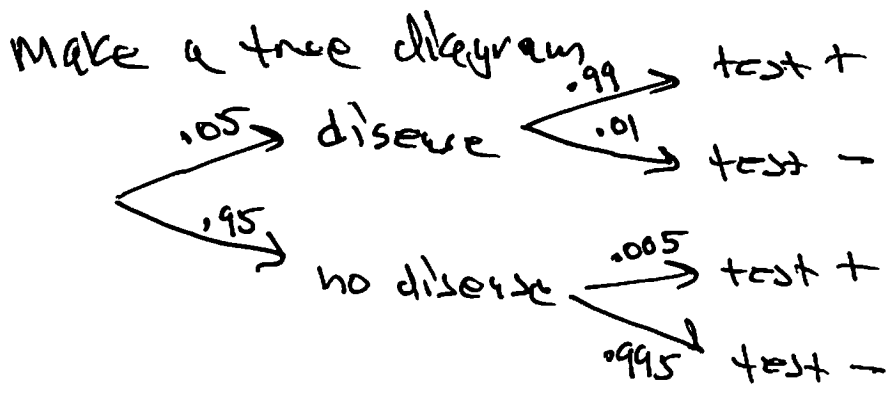 Make a tree diagram
.99 test +
.05 disease .01
test -
.95
no disease .005 test +
.995 test -